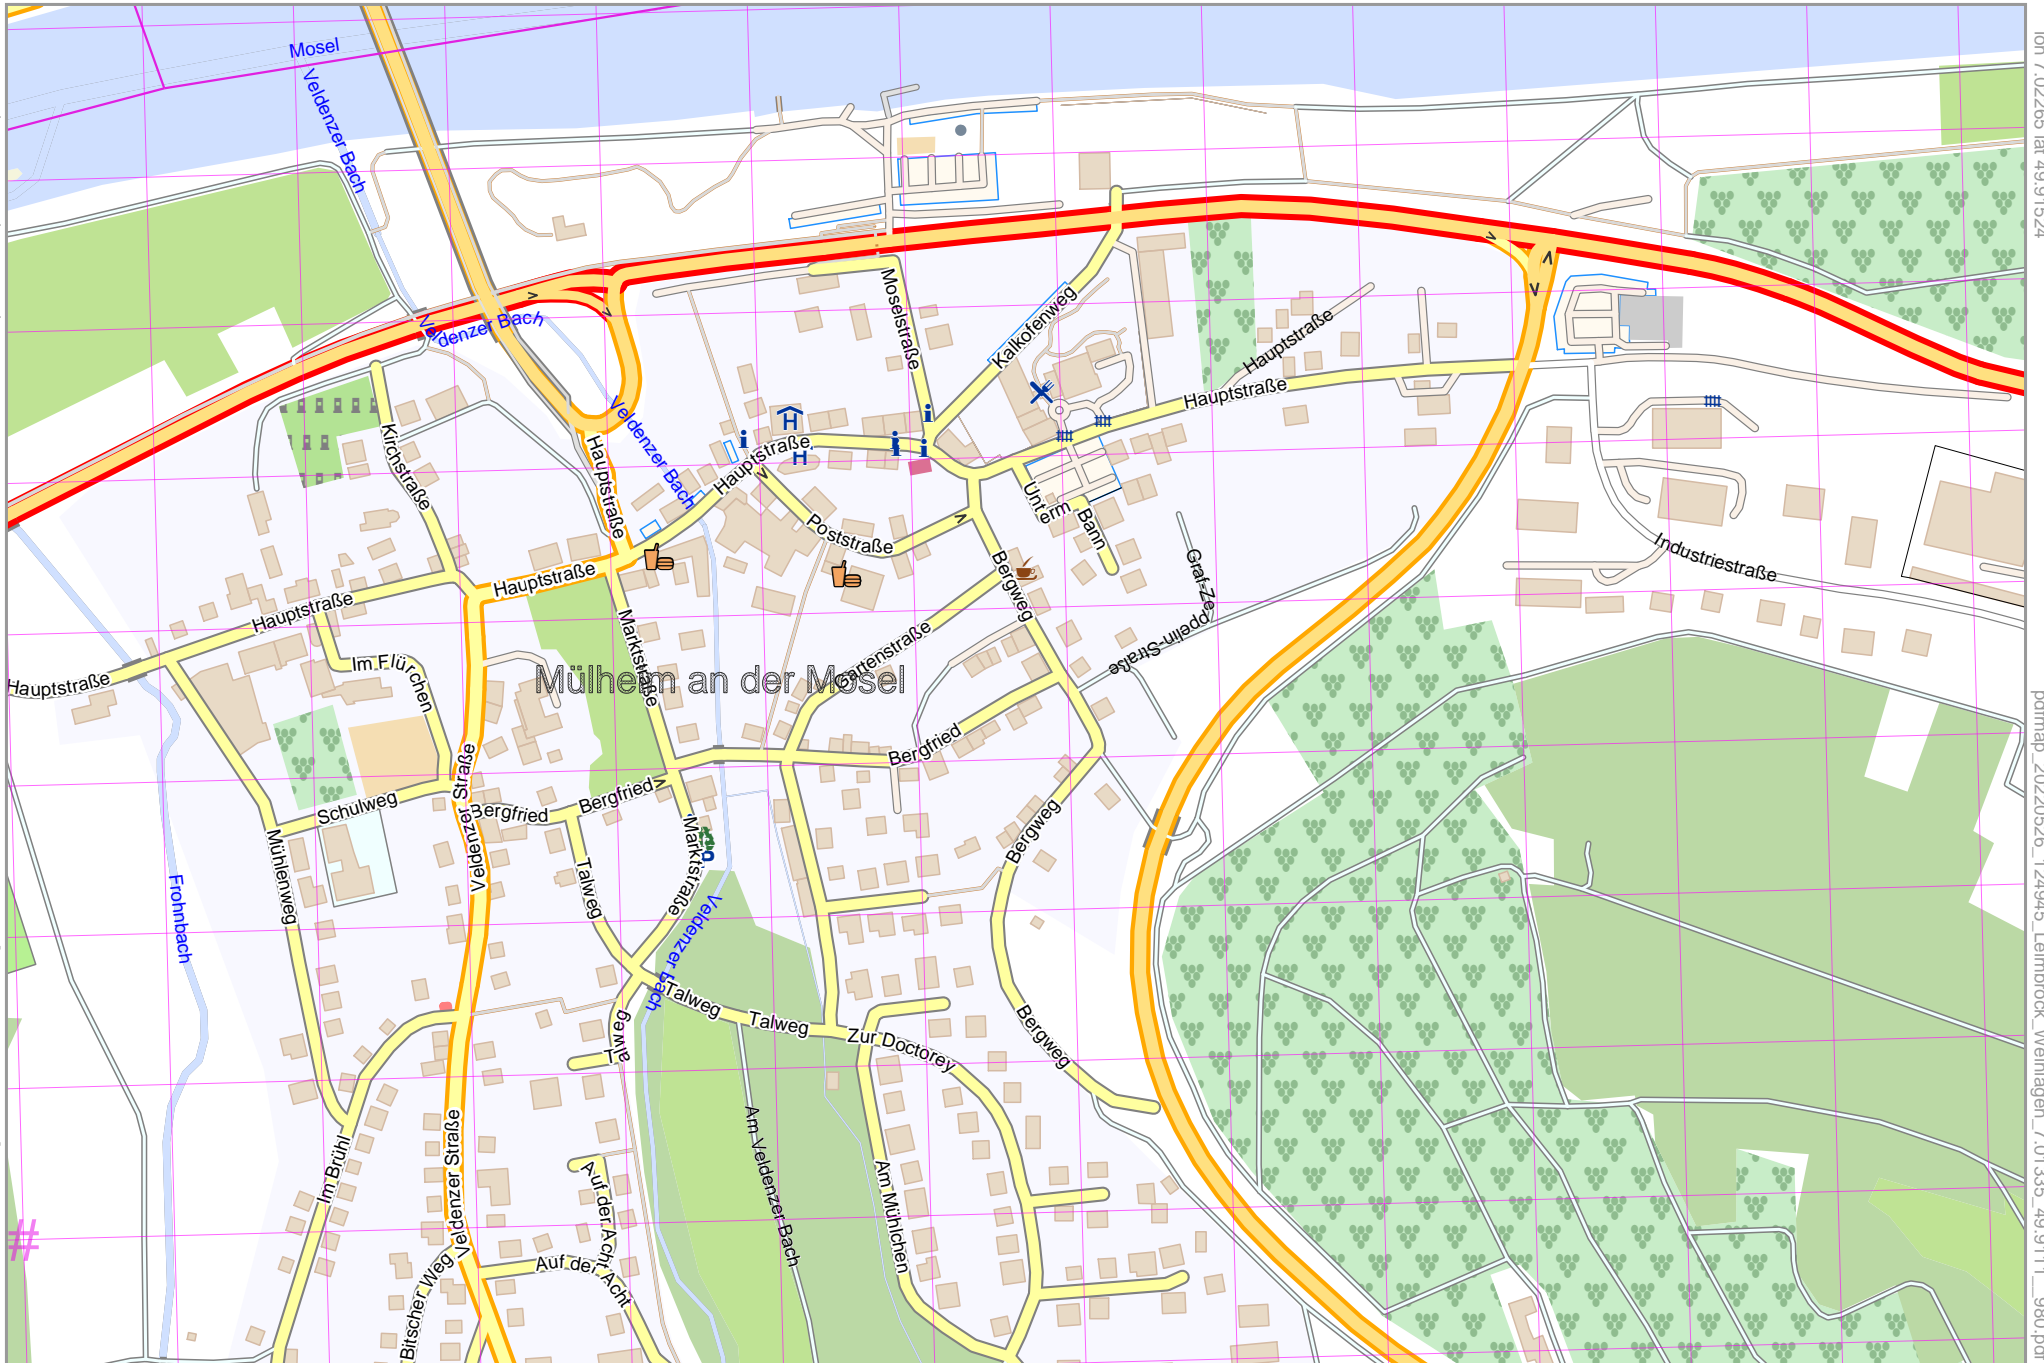 Mosel
Veldenzer Bach
Veldenzer Bach
Moselstraße
Kalkofenweg
Hauptstraße
Hauptstraße
Veldenzer Bach
Kirchstraße
Hauptstraße
Hauptstraße
Poststraße
Unterm Bann
Bergweg
Graf-Zeppelin-Straße
Industriestraße
Hauptstraße
Hauptstraße
Hauptstraße
Im Flürchen
Marktstraße
Mülheim an der Mosel
Gartenstraße
Bergfried
Schulweg
Veldenzer Straße
Bergfried
Bergfried
Mühlenweg
Talweg
Marktstraße
Bergweg
Frohnbach
Veldenzer Bach
Talweg
Talweg
Talweg
Zur Doctorey
Bergweg
Im Brühl
Veldenzer Straße
Auf der Acht
Auf der Acht
Am Veldenzer Bach
Am Mühlchen
Bitscher Weg
#